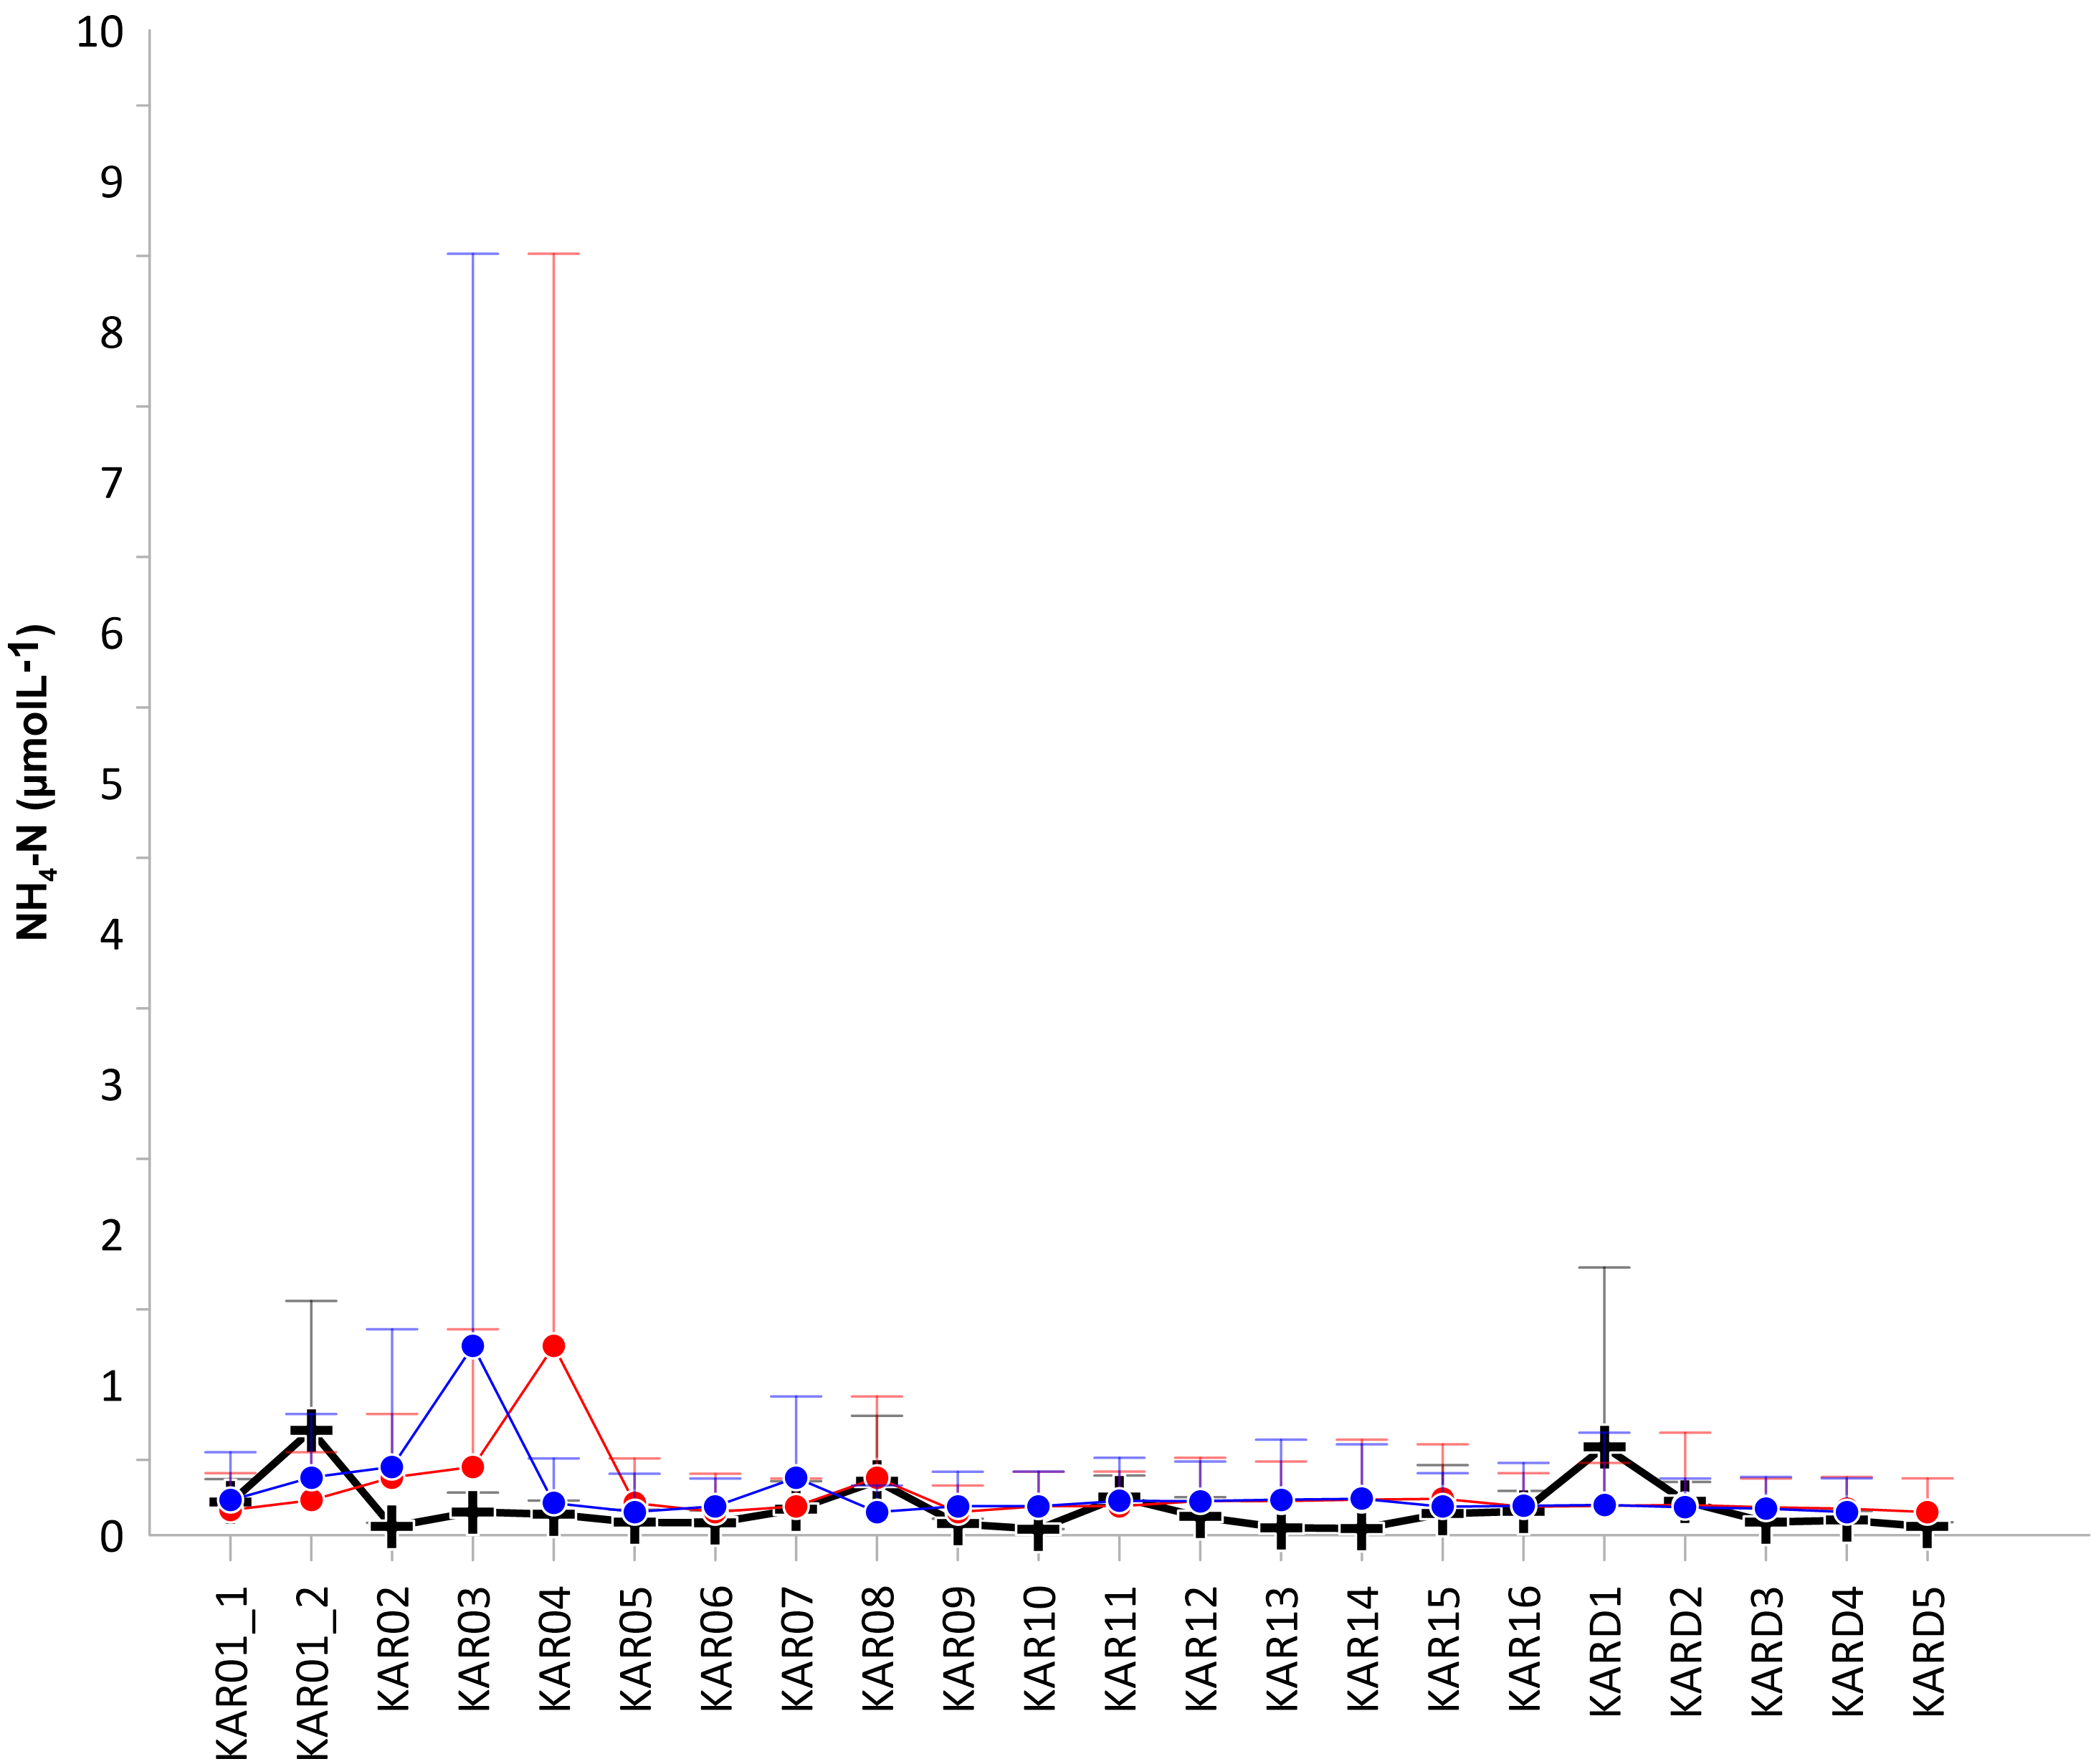 10
9
8
7
6
5
4
3
2
1
0
NH₄-N (µmolL-¹)
KAR01_1
KAR01_2
KAR02
KAR03
KAR04
KAR05
KAR06
KAR07
KAR08
KAR09
KAR10
KAR11
KAR12
KAR13
KAR14
KAR15
KAR16
KARD1
KARD2
KARD3
KARD4
KARD5